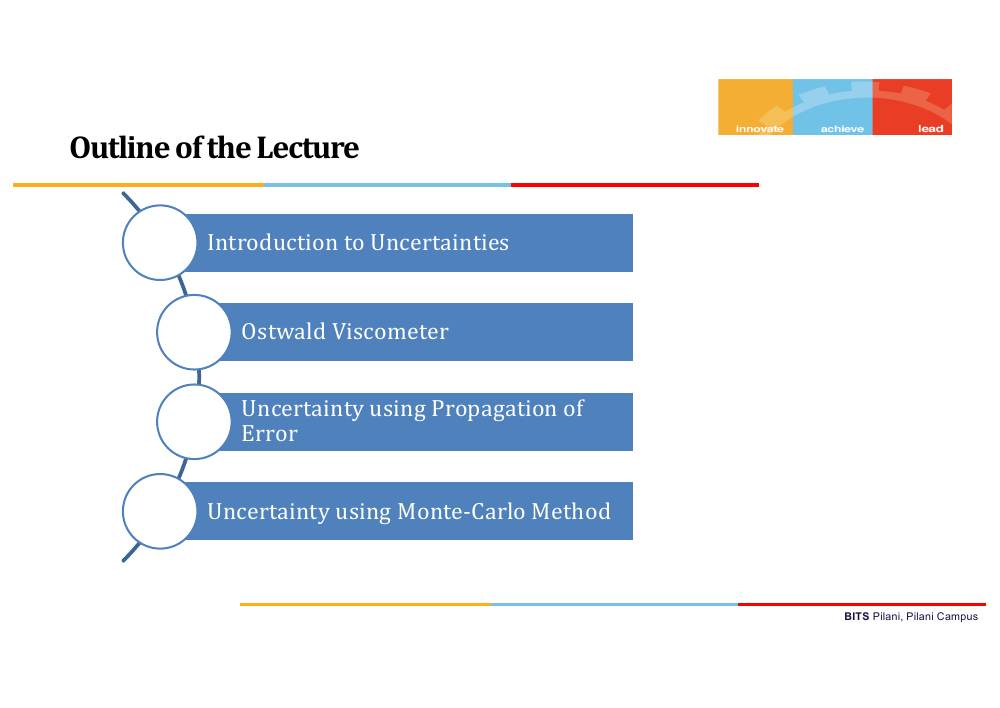 innovate achieve lead
Outline of the Lecture
Introduction to Uncertainties
Ostwald Viscometer
Uncertainty using Propagation of
Error
Uncertainty using Monte-Carlo Method
BITS Pilani, Pilani Campus